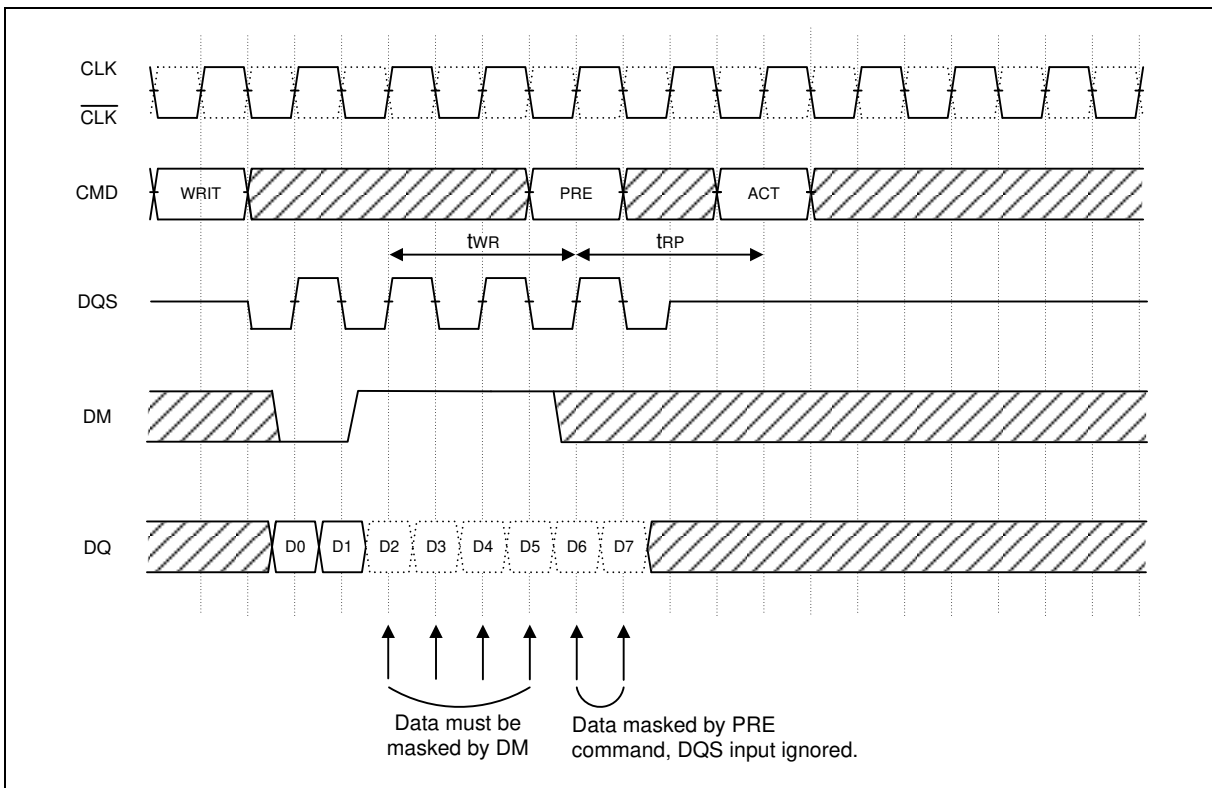 CLK
CLK
CMD
WRIT
PRE
ACT
tWR
tRP
DQS
DM
DQ
D0
D1
D2
D3
D4
D5
D6
D7
Data must be
masked by DM
Data masked by PRE
command, DQS input ignored.